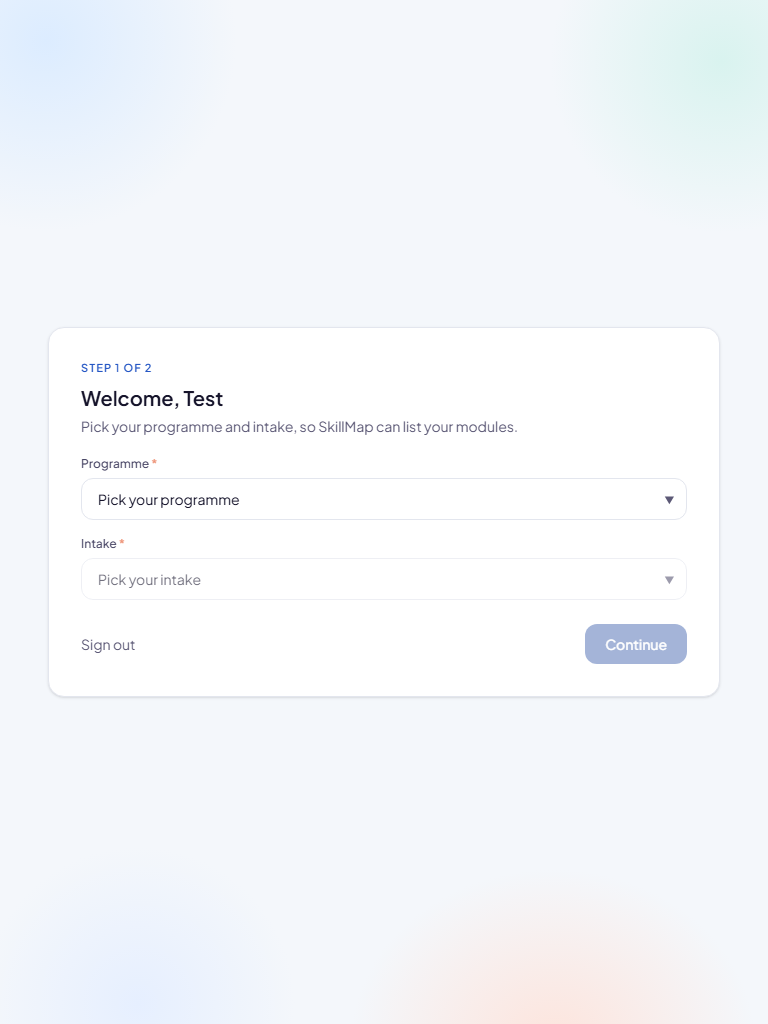 STEP 1 OF 2
Welcome, Test
Pick your programme and intake, so SkillMap can list your modules.
Programme *
Pick your programme ▼
Intake *
Pick your intake ▼
Sign out
Continue